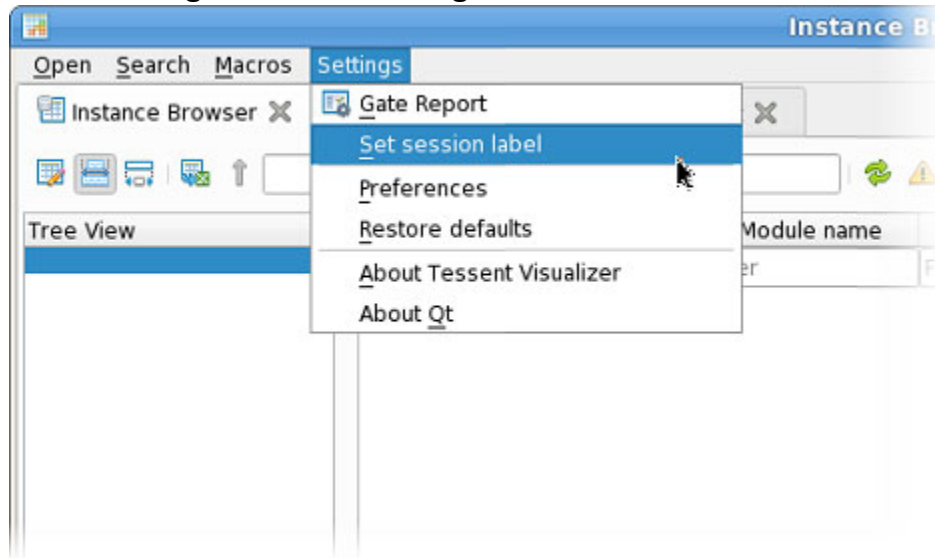 Instance B
Open Search Macros Settings
Instance Browser
Gate Report
Set session label
Preferences
Restore defaults
About Tessent Visualizer
About Qt
Tree View
Module name
er
F